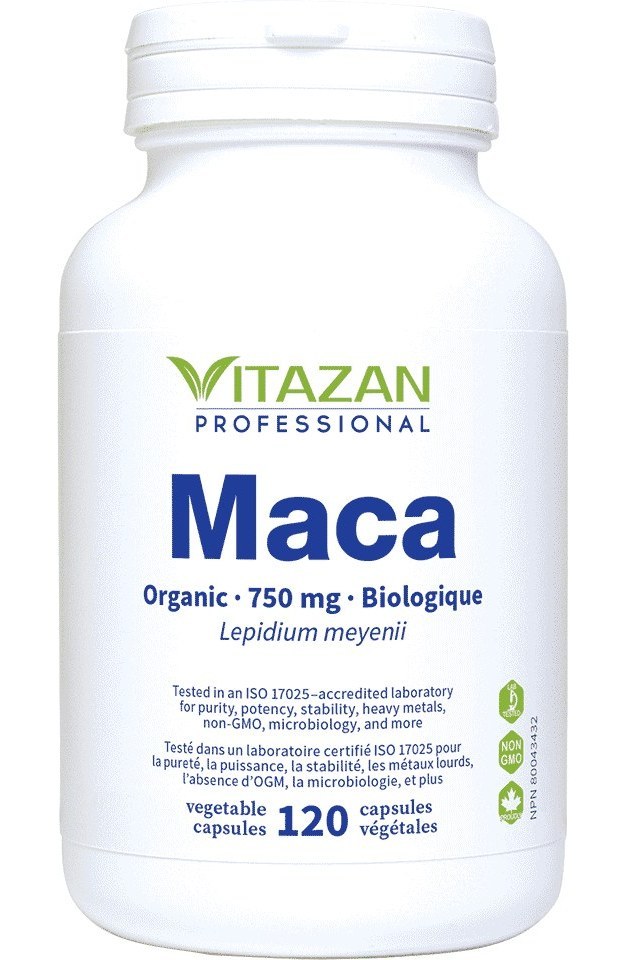 VITAZAN
PROFESSIONAL
Maca
Organic · 750 mg · Biologique
Lepidium meyenii
Tested in an ISO 17025–accredited laboratory
for purity, potency, stability, heavy metals,
non-GMO, microbiology, and more
Testé dans un laboratoire certifié ISO 17025 pour
la pureté, la puissance, la stabilité, les métaux lourds,
l’absence d’OGM, la microbiologie, et plus
vegetable
capsules
120
capsules
végétales
LAB
TESTED
NON
GMO
PROUDLY
NPN 80043432